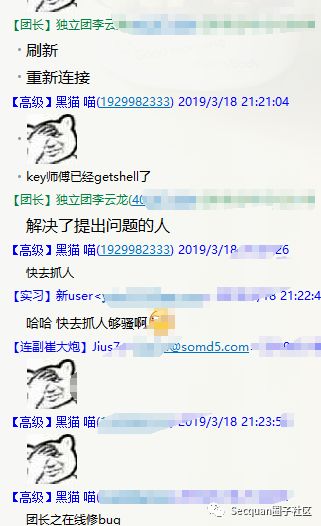 【团长】独立团李云
刷新
重新连接
【高级】黑猫 喵(1929982333) 2019/3/18 21:21:04
key师傅已经getshell了
【团长】独立团李云龙(40
解决了提出问题的人
【高级】黑猫 喵(1929982333) 2019/3/18 26
快去抓人
【实习】新user<y /18 21:22:4
哈哈 快去抓人够骚啊
【连副崔大炮】Jius7 @somd5.com
【高级】黑猫 喵 2019/3/18 21:23:5
【高级】黑猫 喵
团长之在线修bug
Secquan圈子社区